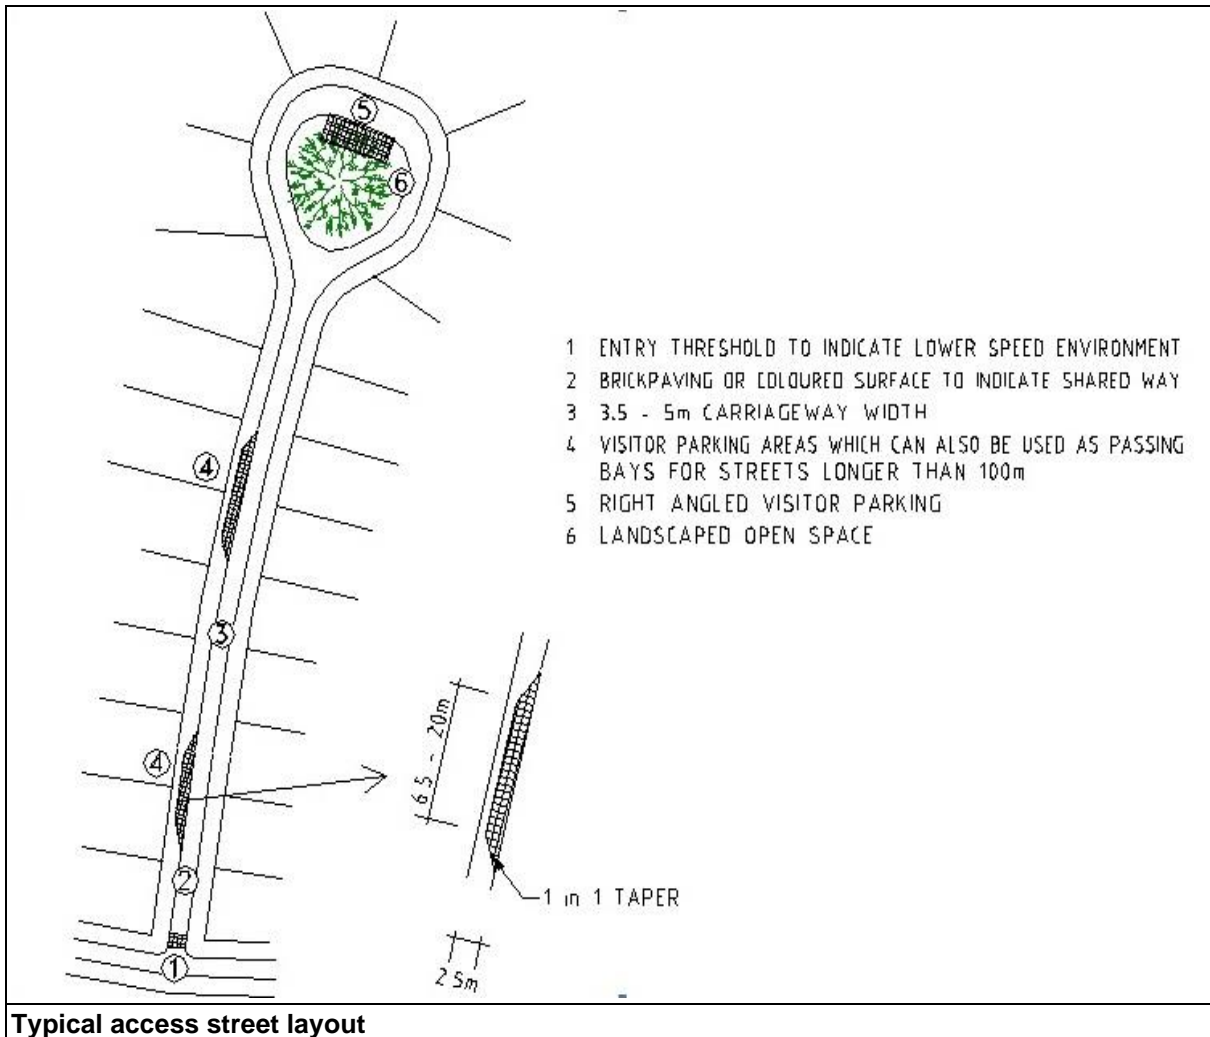 5
6
1 ENTRY THRESHOLD TO INDICATE LOWER SPEED ENVIRONMENT
2 BRICKPAVING OR COLOURED SURFACE TO INDICATE SHARED WAY
3 3.5 - 5m CARRIAGEWAY WIDTH
4 VISITOR PARKING AREAS WHICH CAN ALSO BE USED AS PASSING
BAYS FOR STREETS LONGER THAN 100m
5 RIGHT ANGLED VISITOR PARKING
6 LANDSCAPED OPEN SPACE
4
3
4
6 5 - 20m
2
1 in 1 TAPER
1
2 5m
Typical access street layout